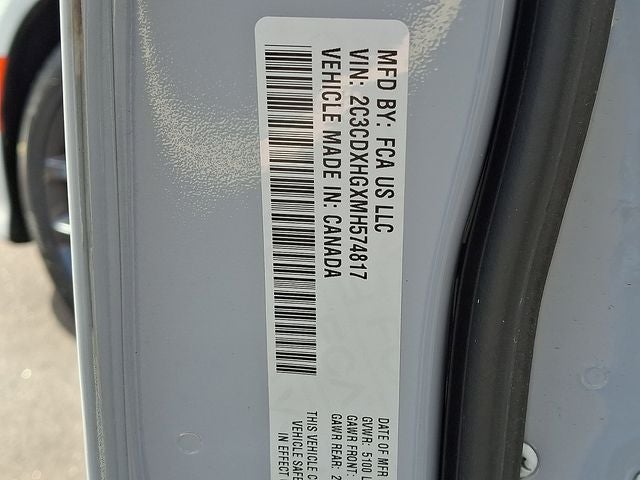 MFD BY: FCA US LLC
VIN: 2C3CDXHGXMH574817
VEHICLE MADE IN: CANADA
DATE OF MFR
GVWR: 5100 L
GAWR FRONT:
GAWR REAR: 2
THIS VEHICLE C
VEHICLE SAFE
IN EFFECT